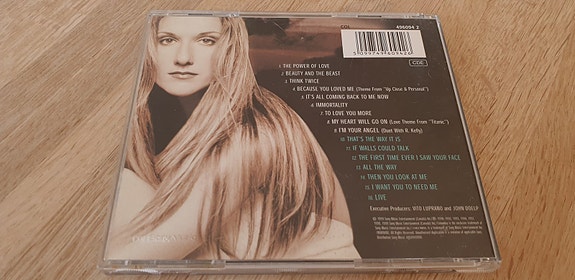 COL
496094 2
5 099749 609426
CDE
1 THE POWER OF LOVE
2 BEAUTY AND THE BEAST
3 THINK TWICE
4 BECAUSE YOU LOVED ME (Theme From "Up Close & Personal")
5 IT'S ALL COMING BACK TO ME NOW
6 IMMORTALITY
7 TO LOVE YOU MORE
8 MY HEART WILL GO ON (Love Theme from "Titanic")
9 I'M YOUR ANGEL (Duet With R. Kelly)
10 THAT'S THE WAY IT IS
11 IF WALLS COULD TALK
12 THE FIRST TIME EVER I SAW YOUR FACE
13 ALL THE WAY
14 THEN YOU LOOK AT ME
15 I WANT YOU TO NEED ME
16 LIVE
Executive Producers: VITO LUPRANO and JOHN DOELP